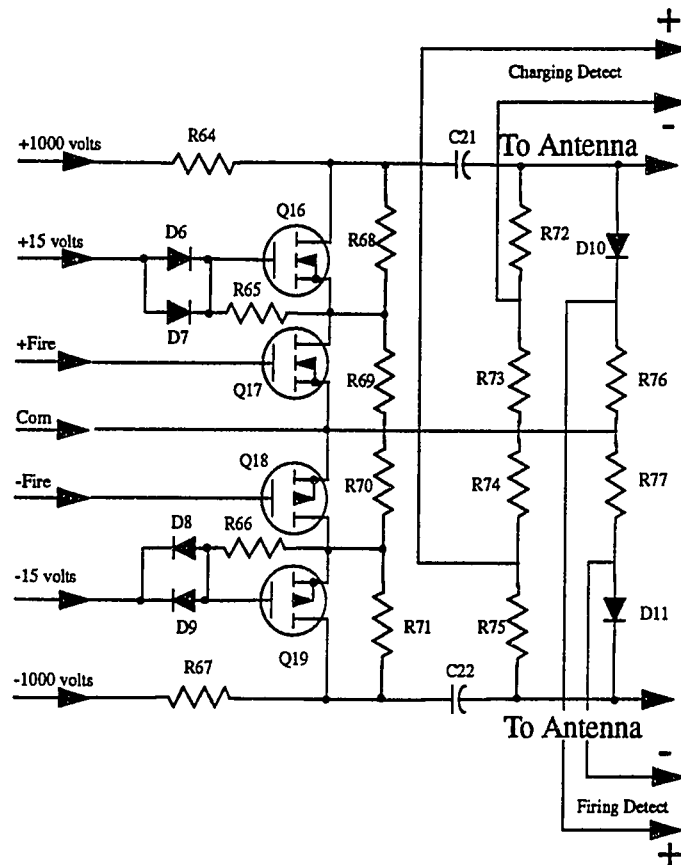 +
Charging Detect
-
+1000 volts
R64
C21
To Antenna
Q16
R68
R72
D10
+15 volts
D6
R65
D7
+Fire
Q17
R69
R73
R76
Com
Q18
-Fire
R70
R74
R77
D8
R66
-15 volts
D9
Q19
R71
R75
D11
-1000 volts
R67
C22
To Antenna
-
Firing Detect
+